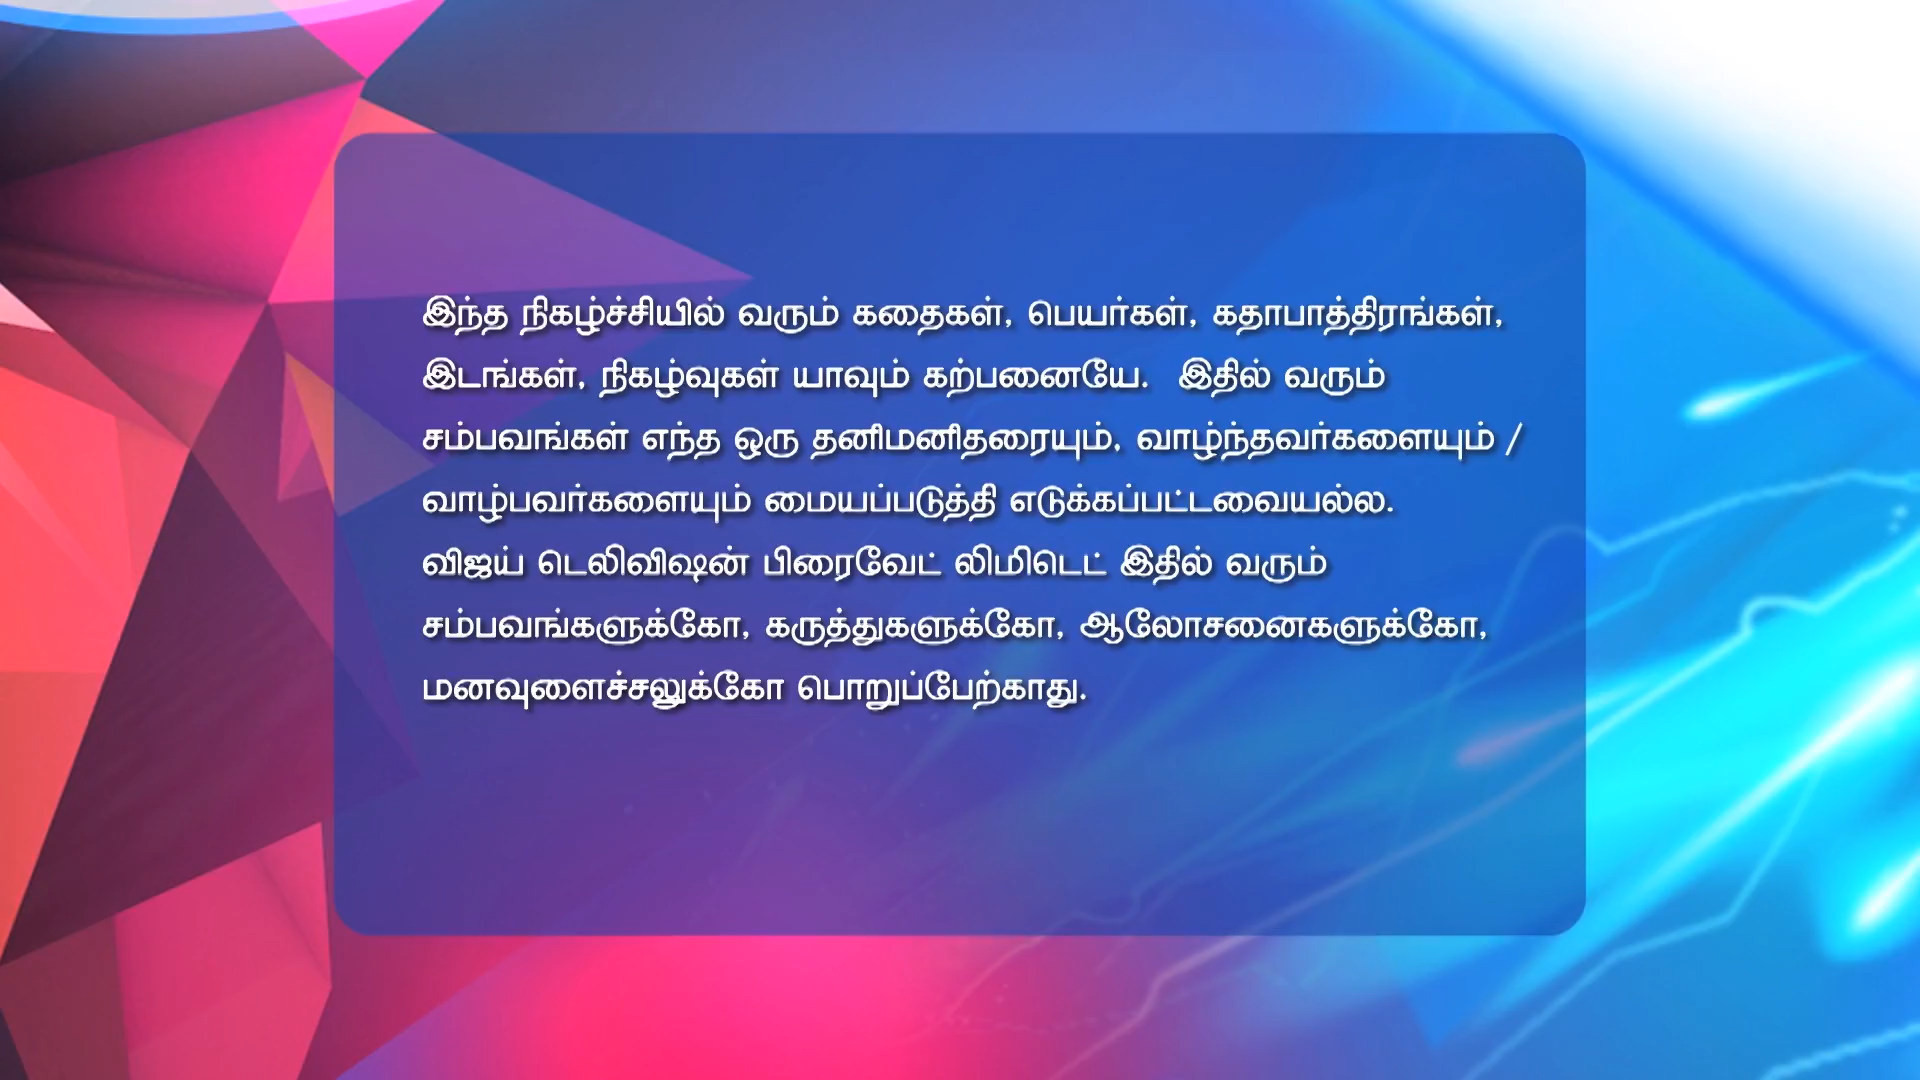 இந்த நிகழ்ச்சியில் வரும் கதைகள், பெயர்கள், கதாபாத்திரங்கள்,
இடங்கள், நிகழ்வுகள் யாவும் கற்பனையே. இதில் வரும்
சம்பவங்கள் எந்த ஒரு தனிமனிதரையும், வாழ்ந்தவர்களையும் /
வாழ்பவர்களையும் மையப்படுத்தி எடுக்கப்பட்டவையல்ல.
விஜய் டெலிவிஷன் பிரைவேட் லிமிடெட் இதில் வரும்
சம்பவங்களுக்கோ, கருத்துகளுக்கோ, ஆலோசனைகளுக்கோ,
மனவுளைச்சலுக்கோ பொறுப்பேற்காது.